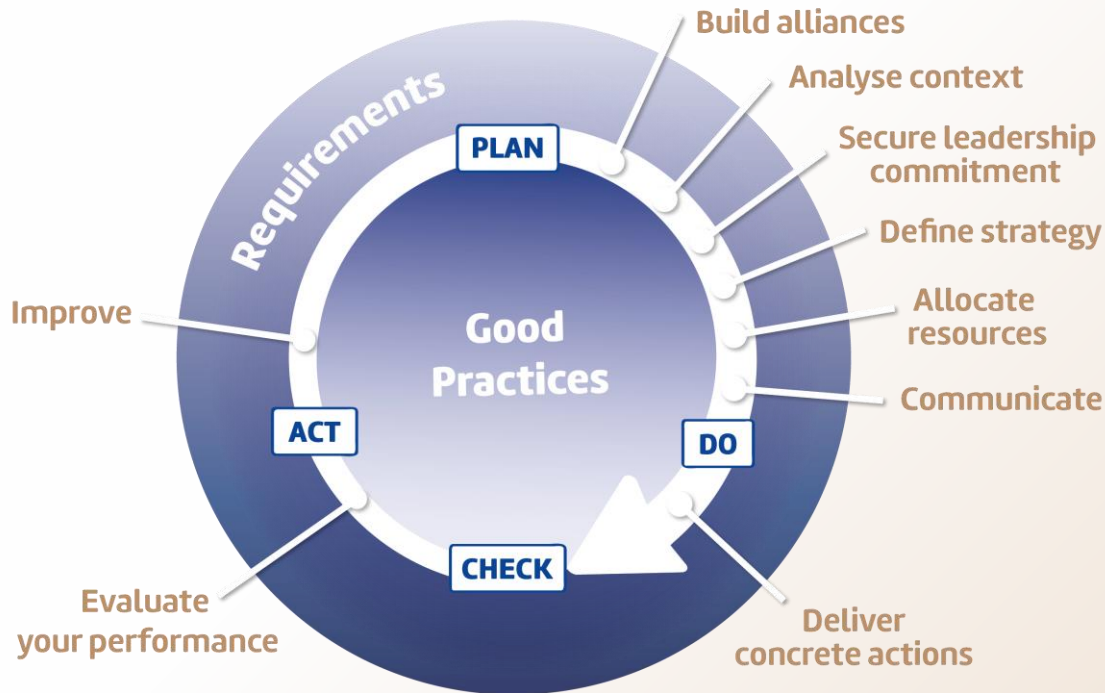 Requirements
PLAN
Build alliances
Analyse context
Secure leadership
commitment
Define strategy
Allocate
resources
Communicate
DO
Deliver
concrete actions
CHECK
Evaluate
your performance
ACT
Improve
Good
Practices